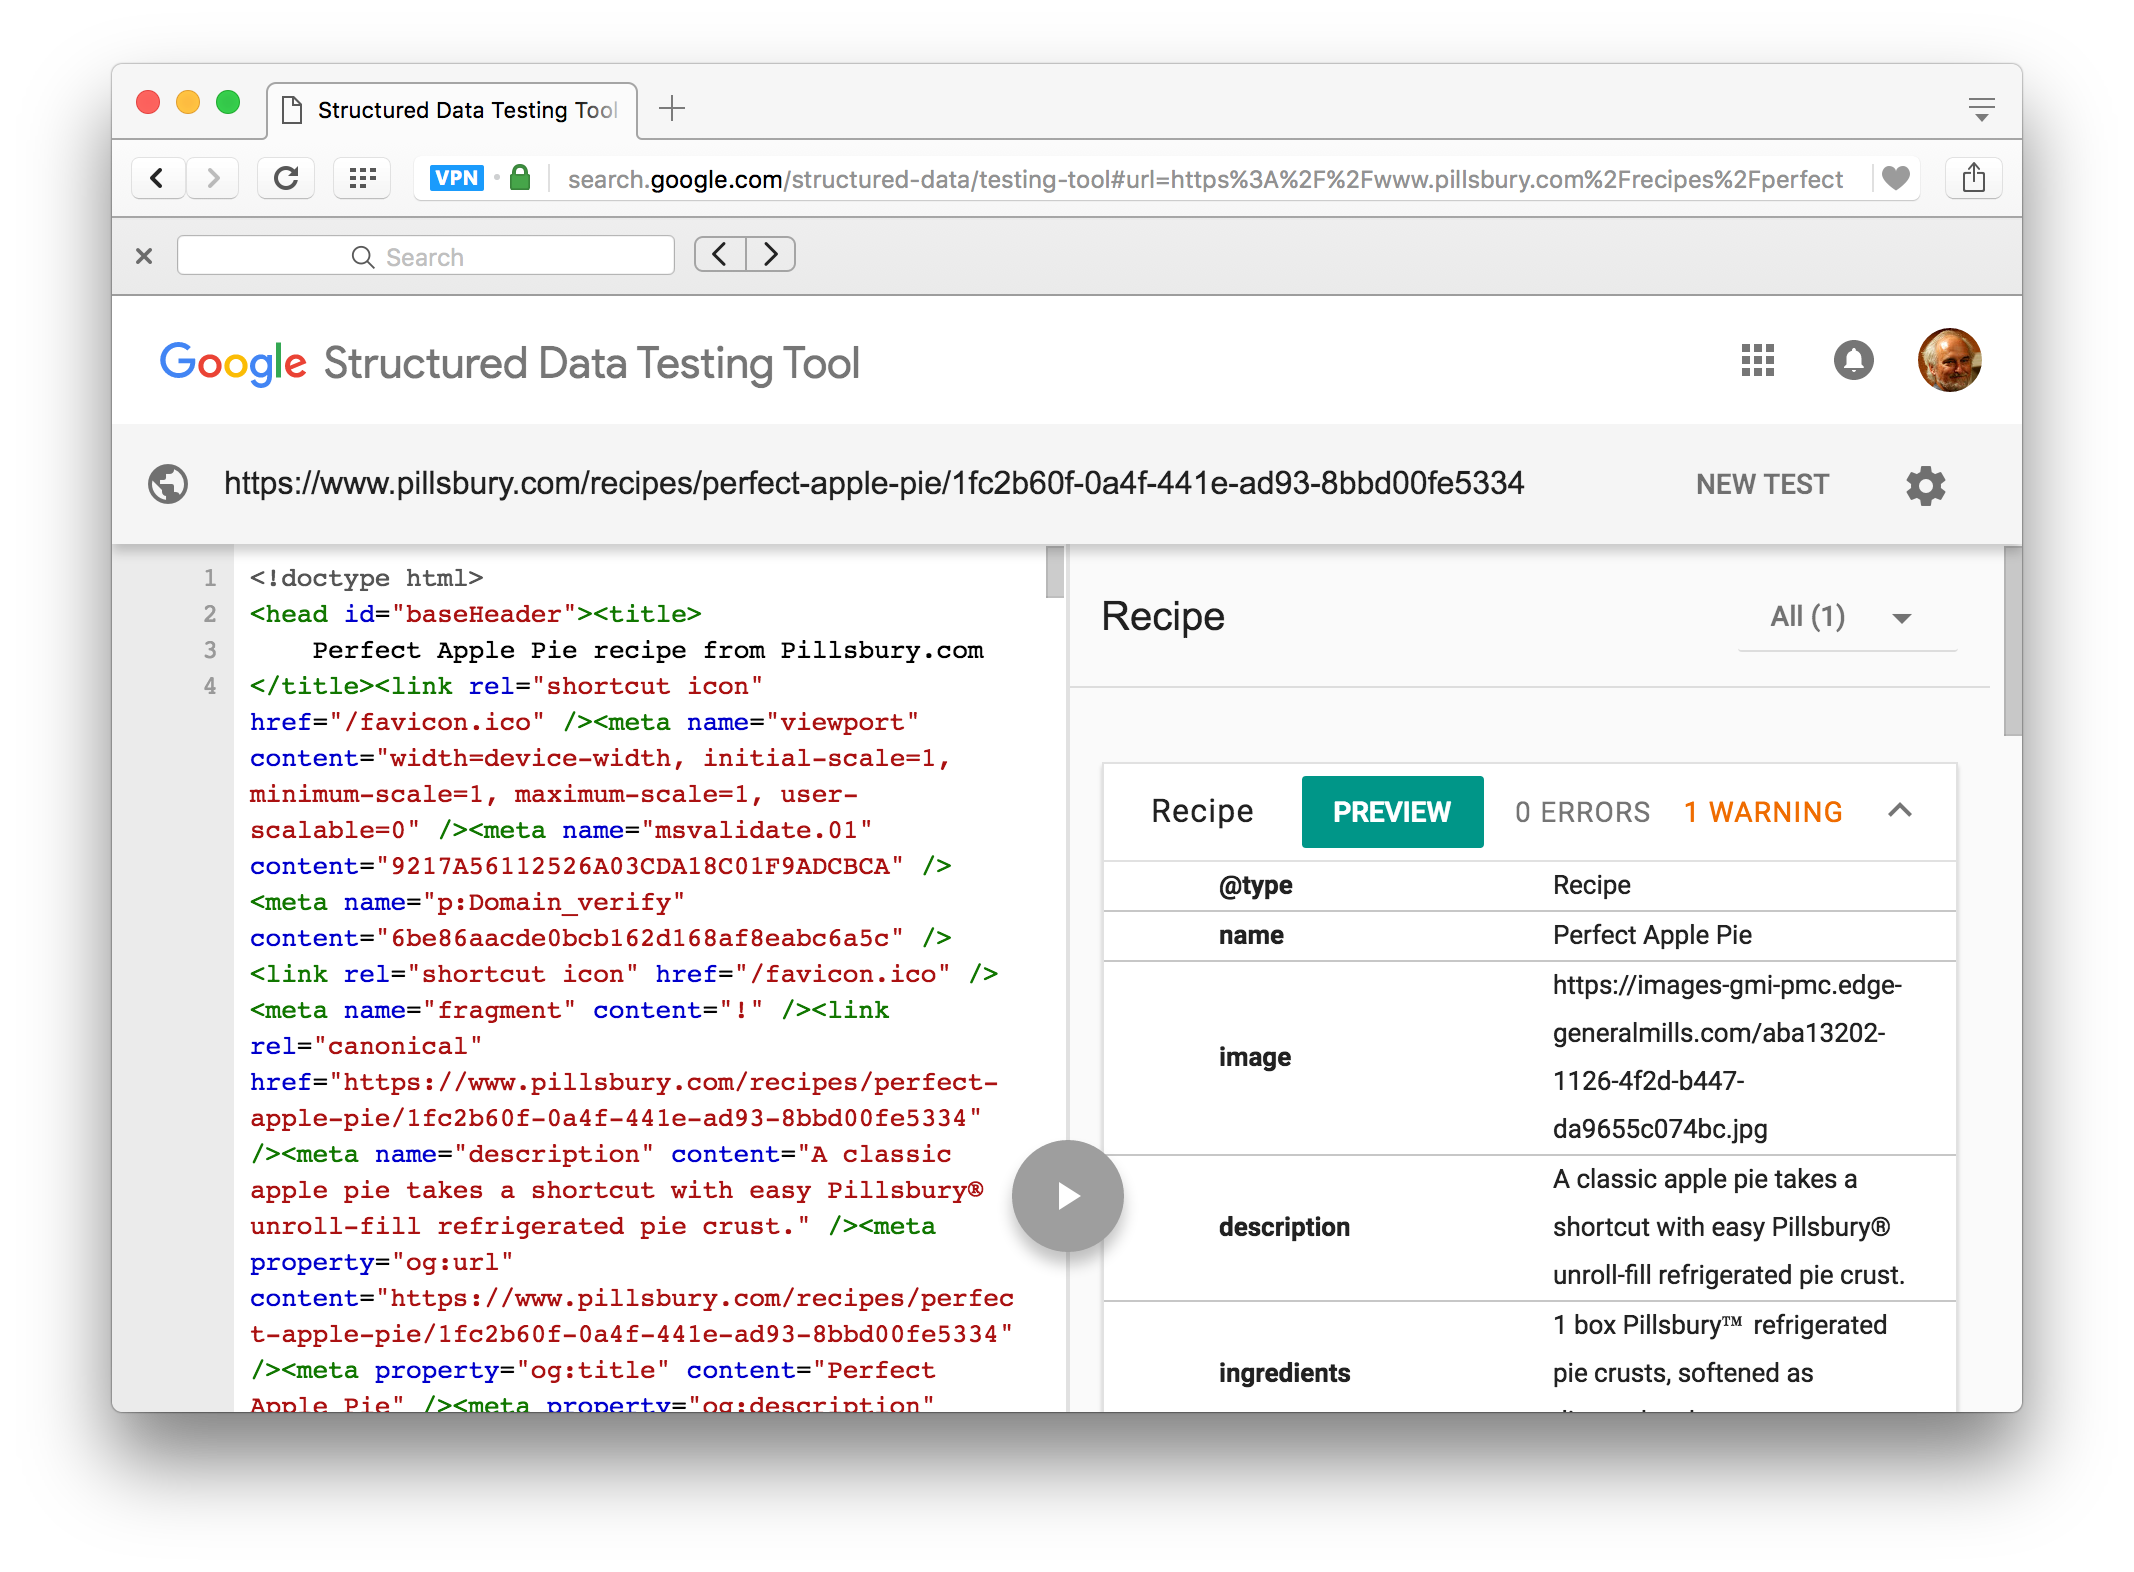 Structured Data Testing Tool
VPN
search.google.com/structured-data/testing-tool#url=https%3A%2F%2Fwww.pillsbury.com%2Frecipes%2Fperfect
Search
Google Structured Data Testing Tool
https://www.pillsbury.com/recipes/perfect-apple-pie/1fc2b60f-0a4f-441e-ad93-8bbd00fe5334
NEW TEST
1 <!doctype html>
2 <head id="baseHeader"><title>
3 Perfect Apple Pie recipe from Pillsbury.com
4 </title><link rel="shortcut icon"
href="/favicon.ico" /><meta name="viewport"
content="width=device-width, initial-scale=1,
minimum-scale=1, maximum-scale=1, user-
scalable=0" /><meta name="msvalidate.01"
content="9217A56112526A03CDA18C01F9ADCBCA" />
<meta name="p:Domain_verify"
content="6be86aacde0bcb162d168af8eabc6a5c" />
<link rel="shortcut icon" href="/favicon.ico" />
<meta name="fragment" content="!" /><link
rel="canonical"
href="https://www.pillsbury.com/recipes/perfect-
apple-pie/1fc2b60f-0a4f-441e-ad93-8bbd00fe5334"
/><meta name="description" content="A classic
apple pie takes a shortcut with easy Pillsbury®
unroll-fill refrigerated pie crust." /><meta
property="og:url"
content="https://www.pillsbury.com/recipes/perfec
t-apple-pie/1fc2b60f-0a4f-441e-ad93-8bbd00fe5334"
/><meta property="og:title" content="Perfect
Apple Pie" /><meta property="og:description"
Recipe
All (1)
Recipe
PREVIEW
0 ERRORS
1 WARNING
@type
Recipe
name
Perfect Apple Pie
image
https://images-gmi-pmc.edge-
generalmills.com/aba13202-
1126-4f2d-b447-
da9655c074bc.jpg
description
A classic apple pie takes a
shortcut with easy Pillsbury®
unroll-fill refrigerated pie crust.
ingredients
1 box Pillsbury™ refrigerated
pie crusts, softened as